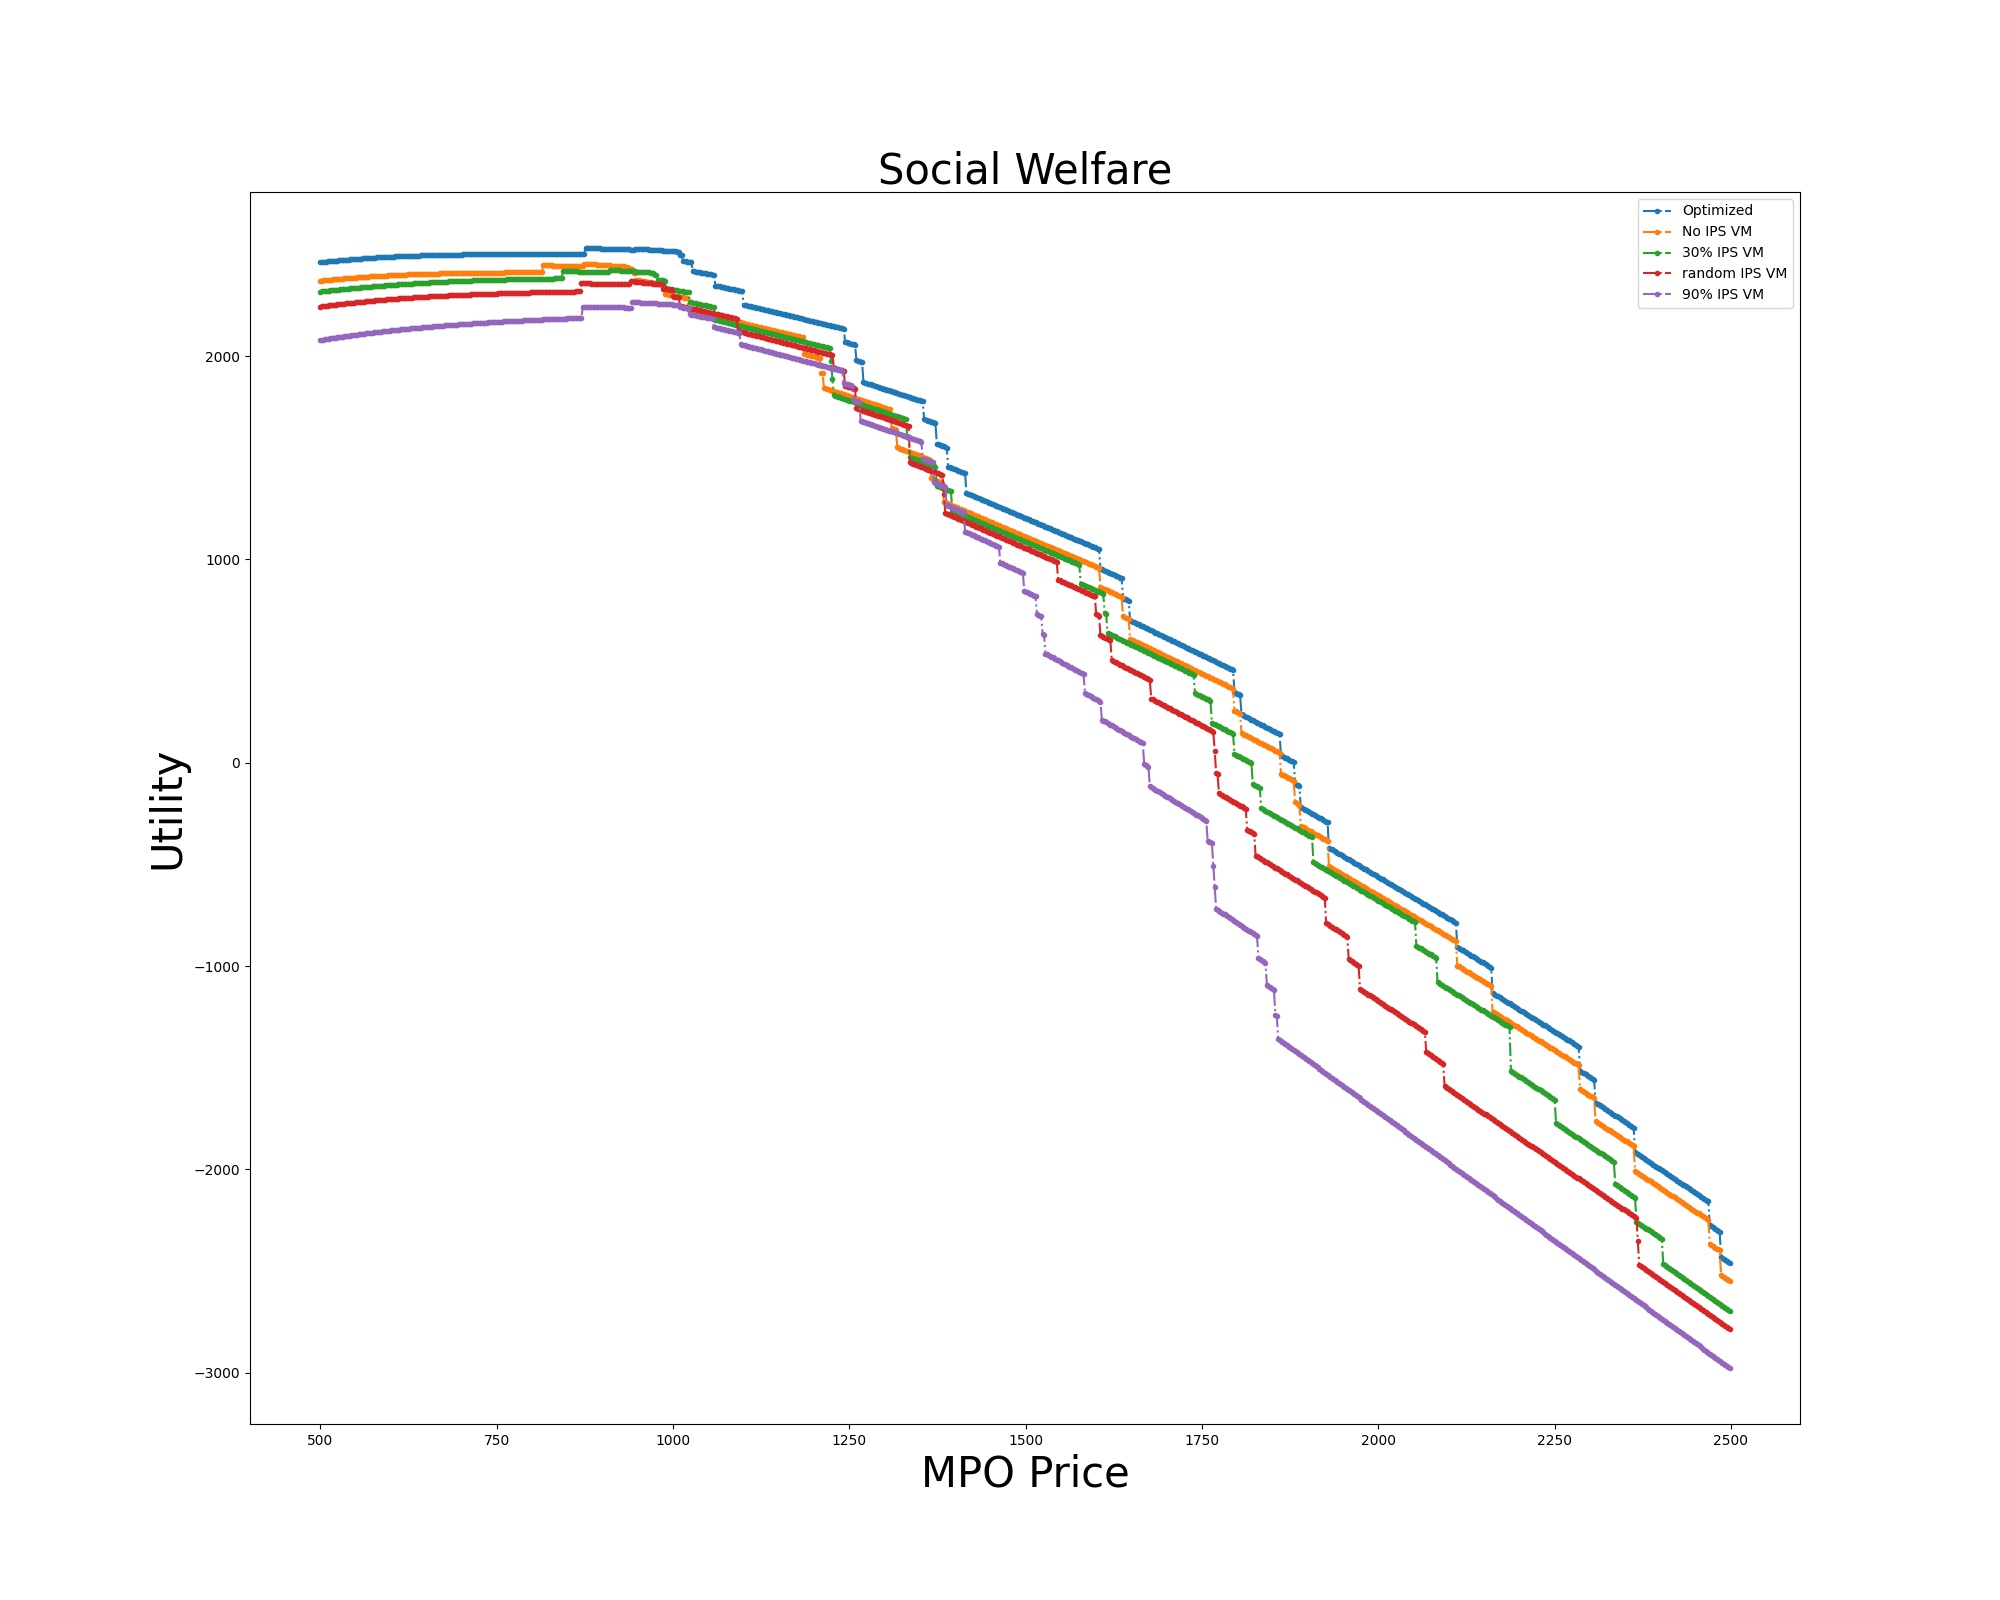 Social Welfare
Optimized
No IPS VM
30% IPS VM
random IPS VM
90% IPS VM
Utility
2000
1000
0
−1000
−2000
−3000
500
750
1000
1250
1500
1750
2000
2250
2500
MPO Price